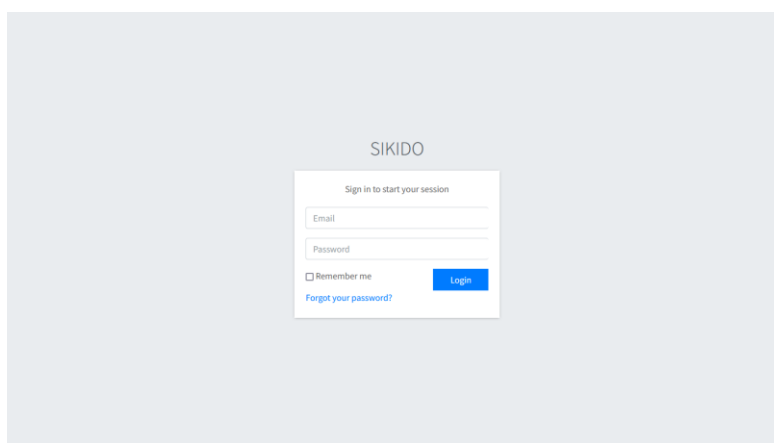 SIKIDO
Sign in to start your session
Email
Password
Remember me
Login
Forgot your password?